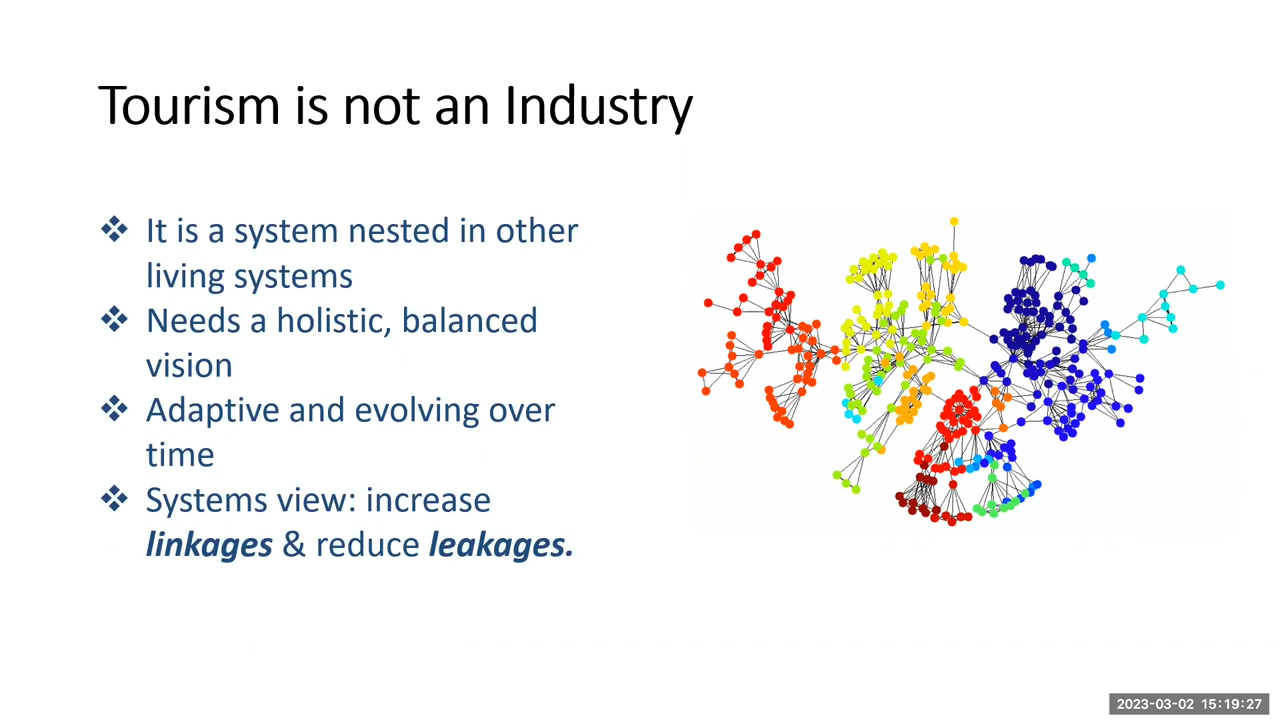 Tourism is not an Industry
❖ It is a system nested in other
living systems
❖ Needs a holistic, balanced
vision
❖ Adaptive and evolving over
time
❖ Systems view: increase
linkages & reduce leakages.
2023-03-02 15:19:27